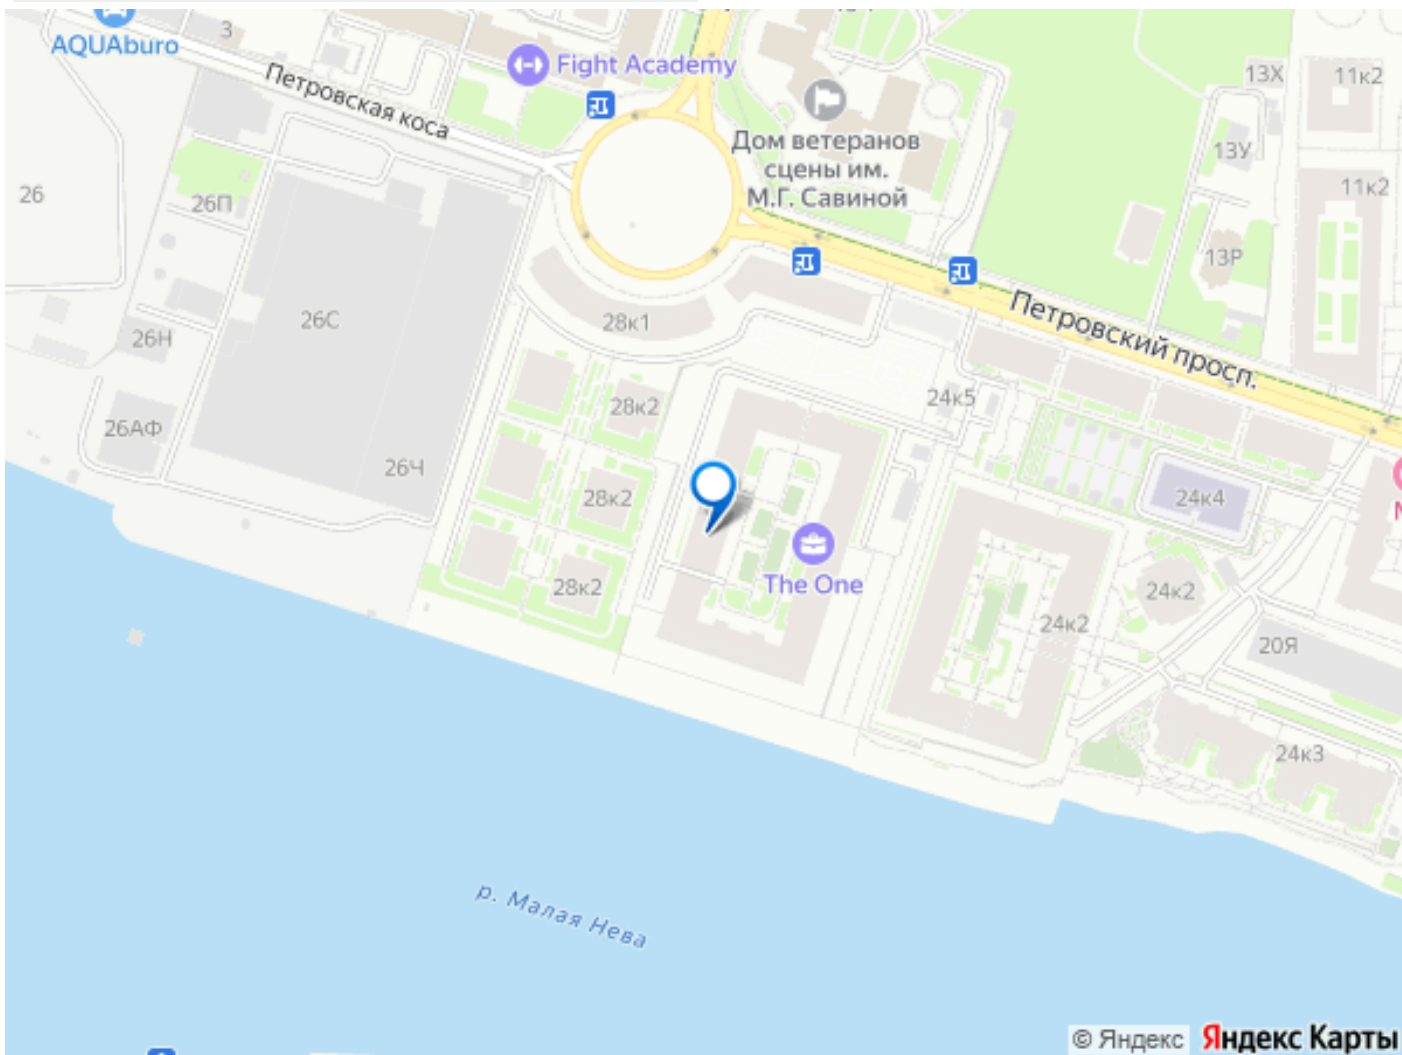 AQUAburo
3
Петровская коса
Fight Academy
Дом ветеранов
сцены им.
М.Г. Савиной
13Х
11к2
13У
11к2
13Р
26
26П
26С
26Н
28к1
Петровский просп.
26АФ
26Ч
28к2
24к5
28к2
24к4
The One
28к2
24к2
24к2
20Я
24к3
р. Малая Нева
© Яндекс Яндекс Карты